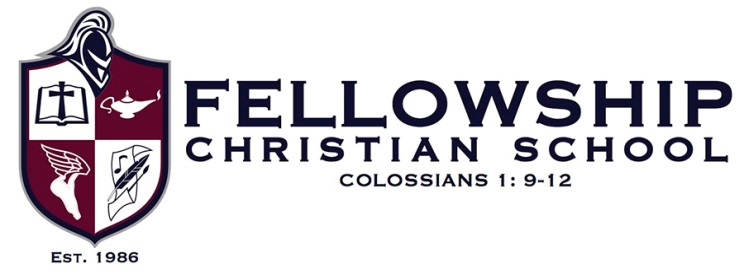 FELLOWSHIP
CHRISTIAN SCHOOL
COLOSSIANS 1: 9-12
EST. 1986